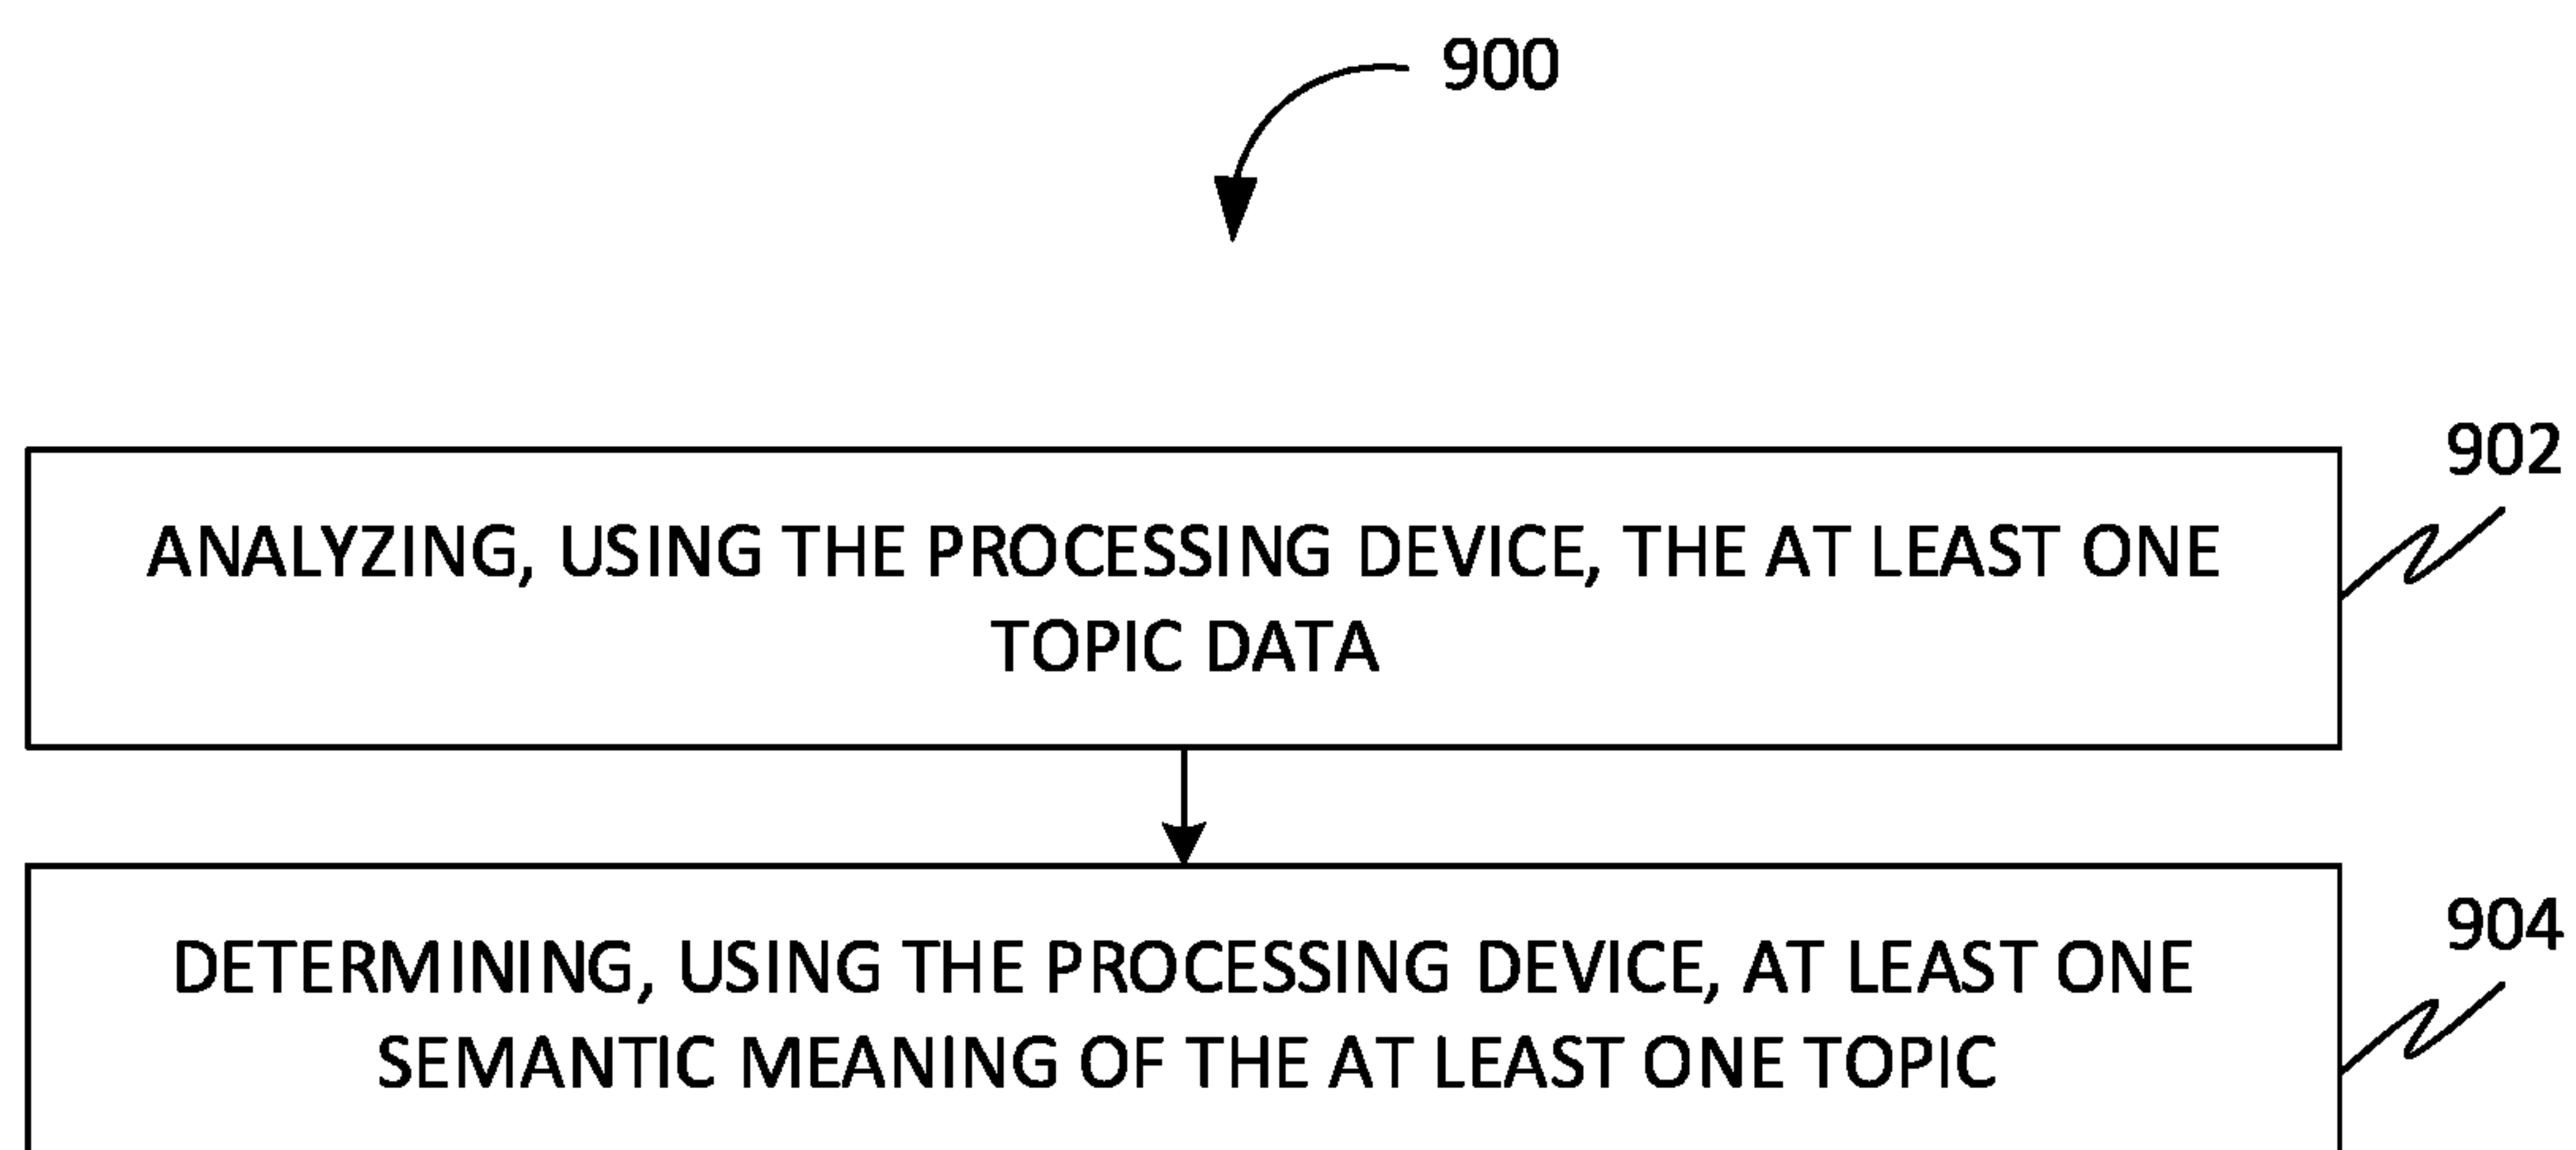 900
902
ANALYZING, USING THE PROCESSING DEVICE, THE AT LEAST ONE
TOPIC DATA
904
DETERMINING, USING THE PROCESSING DEVICE, AT LEAST ONE
SEMANTIC MEANING OF THE AT LEAST ONE TOPIC